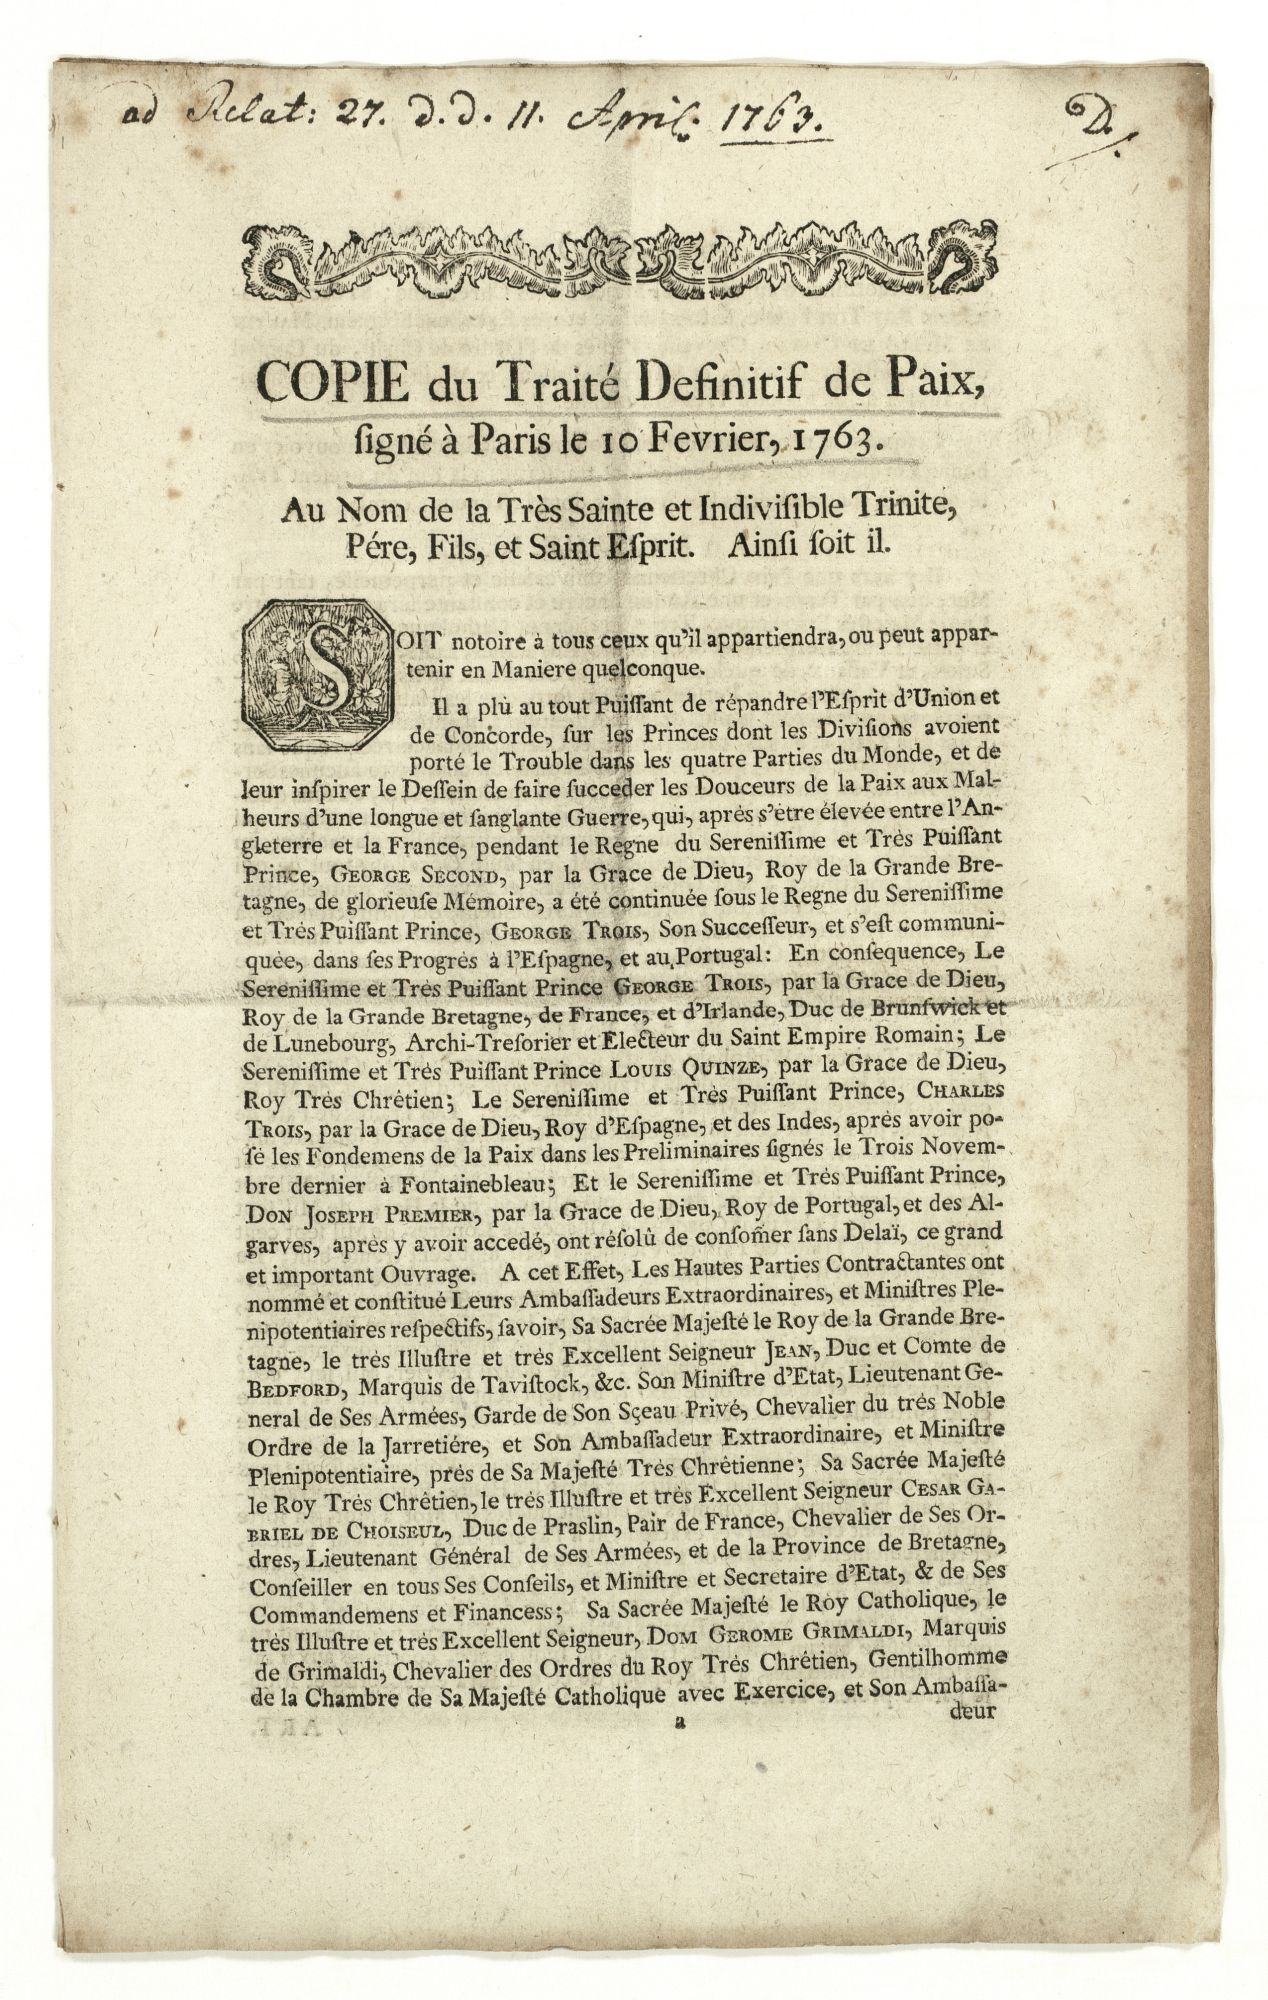 ad Relat: 27. d.d. 11. April. 1763. D.
COPIE du Traité Definitif de Paix,
ſigné à Paris le 10 Fevrier, 1763.
Au Nom de la Très Sainte et Indiviſible Trinite,
Pére, Fils, et Saint Eſprit. Ainſi ſoit il.
SOIT notoire à tous ceux qu'il appartiendra, ou peut appar-
tenir en Maniere quelconque.
Il a plû au tout Puiſſant de répandre l'Eſprit d'Union et
de Concorde, ſur les Princes dont les Diviſions avoient
porté le Trouble dans les quatre Parties du Monde, et de
leur inſpirer le Deſſein de faire ſucceder les Douceurs de la Paix aux Mal-
heurs d'une longue et ſanglante Guerre, qui, aprés s'être élevée entre l'An-
gleterre et la France, pendant le Regne du Sereniſſime et Très Puiſſant
Prince, GEORGE SECOND, par la Grace de Dieu, Roy de la Grande Bre-
tagne, de glorieuſe Mémoire, a été continuée ſous le Regne du Sereniſſime
et Trés Puiſſant Prince, GEORGE TROIS, Son Succeſſeur, et s'eſt communi-
quée, dans ſes Progrès à l'Eſpagne, et au Portugal: En conſequence, Le
Sereniſſime et Très Puiſſant Prince GEORGE TROIS, par la Grace de Dieu,
Roy de la Grande Bretagne, de France, et d'Irlande, Duc de Brunſwick et
de Lunebourg, Archi-Treſorier et Electeur du Saint Empire Romain; Le
Sereniſſime et Trés Puiſſant Prince LOUIS QUINZE, par la Grace de Dieu,
Roy Très Chrêtien; Le Sereniſſime et Très Puiſſant Prince, CHARLES
TROIS, par la Grace de Dieu, Roy d'Eſpagne, et des Indes, aprés avoir po-
ſé les Fondemens de la Paix dans les Preliminaires ſignés le Trois Novem-
bre dernier à Fontainebleau; Et le Sereniſſime et Trés Puiſſant Prince,
DON JOSEPH PREMIER, par la Grace de Dieu, Roy de Portugal, et des Al-
garves, aprés y avoir accedé, ont réſolû de conſom̃er ſans Delaï, ce grand
et important Ouvrage. A cet Effet, Les Hautes Parties Contractantes ont
nommé et conſtitué Leurs Ambaſſadeurs Extraordinaires, et Miniſtres Ple-
nipotentiaires reſpectifs, ſavoir, Sa Sacrée Majeſté le Roy de la Grande Bre-
tagne, le très Illuſtre et très Excellent Seigneur JEAN, Duc et Comte de
BEDFORD, Marquis de Taviſtock, &c. Son Miniſtre d'Etat, Lieutenant Ge-
neral de Ses Armées, Garde de Son Sçeau Privé, Chevalier du trés Noble
Ordre de la Jarretiére, et Son Ambaſſadeur Extraordinaire, et Miniſtre
Plenipotentiaire, prés de Sa Majeſté Trés Chrêtienne; Sa Sacrée Majeſté
le Roy Trés Chrêtien, le trés Illuſtre et trés Excellent Seigneur CESAR GA-
BRIEL DE CHOISEUL, Duc de Praslin, Pair de France, Chevalier de Ses Or-
dres, Lieutenant Général de Ses Armées, et de la Province de Bretagne,
Conſeiller en tous Ses Conſeils, et Miniſtre et Secretaire d'Etat, & de Ses
Commandemens et Financess; Sa Sacrée Majeſté le Roy Catholique, le
très Illuſtre et très Excellent Seigneur, DOM GEROME GRIMALDI, Marquis
de Grimaldi, Chevalier des Ordres du Roy Trés Chrêtien, Gentilhomme
de la Chambre de Sa Majeſté Catholique avec Exercice, et Son Ambaſſa-
a deur